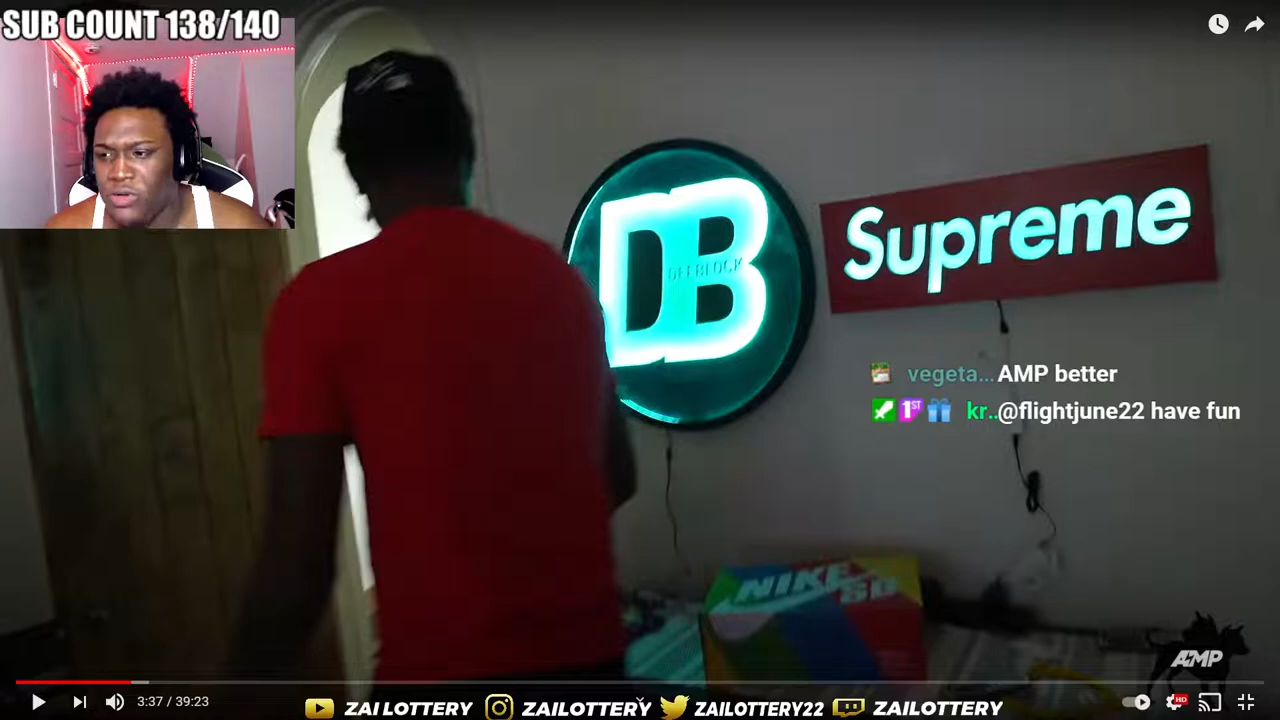 SUB COUNT 138/140
DB
DEEBLOCK
Supreme
vegeta... AMP better
1ST kr.. @flightjune22 have fun
NIKE
SB
AMP
3:37 / 39:23
HD
ZAI LOTTERY ZAILOTTERY ZAILOTTERY22 ZAILOTTERY